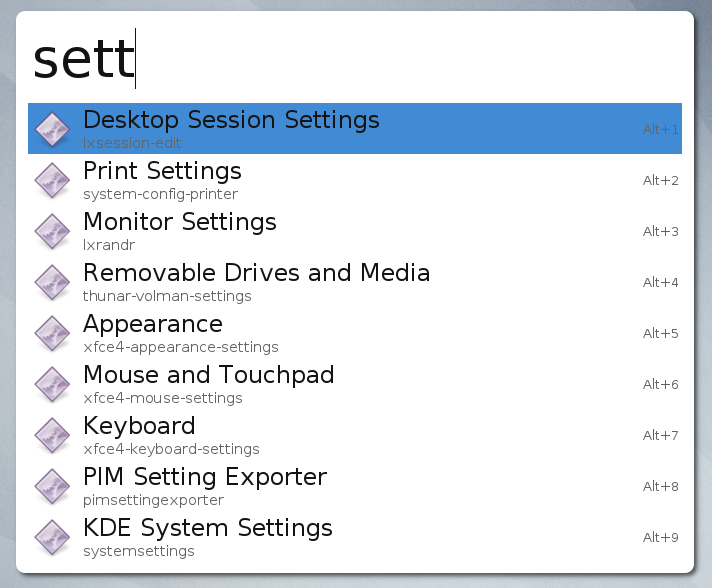 sett
Desktop Session Settings
lxsession-edit
Alt+1
Print Settings
system-config-printer
Alt+2
Monitor Settings
lxrandr
Alt+3
Removable Drives and Media
thunar-volman-settings
Alt+4
Appearance
xfce4-appearance-settings
Alt+5
Mouse and Touchpad
xfce4-mouse-settings
Alt+6
Keyboard
xfce4-keyboard-settings
Alt+7
PIM Setting Exporter
pimsettingexporter
Alt+8
KDE System Settings
systemsettings
Alt+9